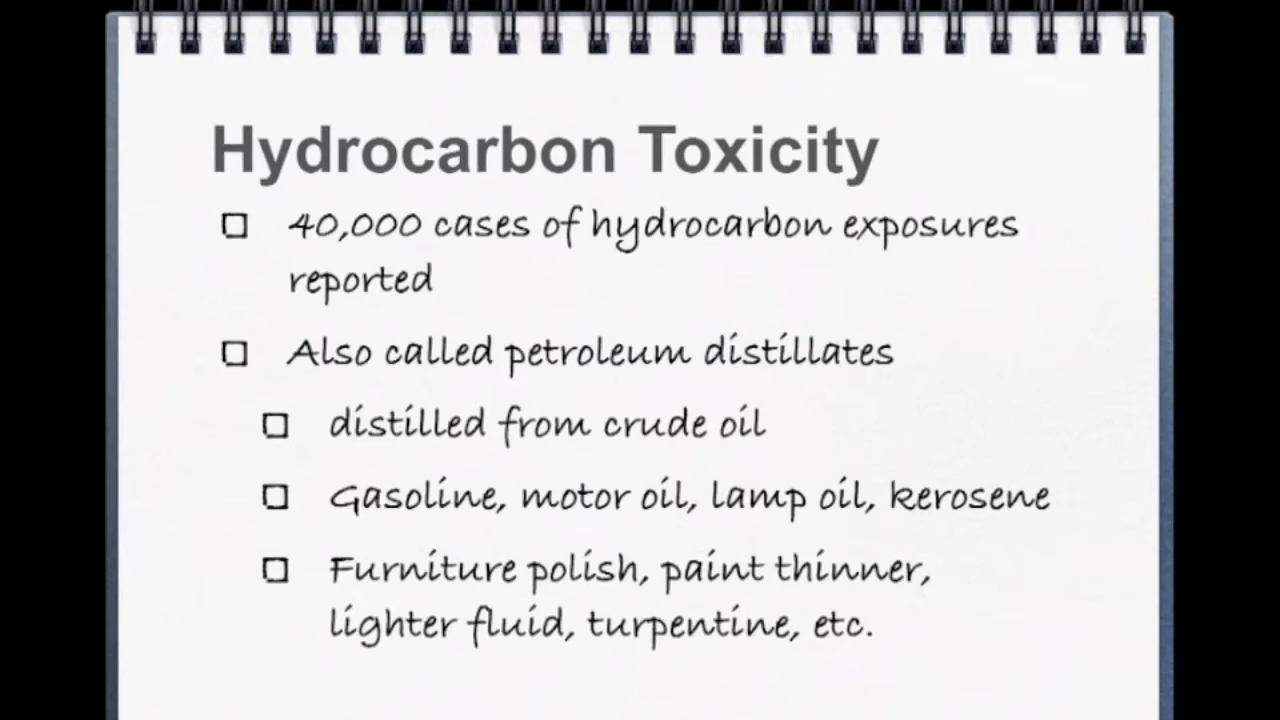 Hydrocarbon Toxicity
40,000 cases of hydrocarbon exposures
reported
Also called petroleum distillates
distilled from crude oil
Gasoline, motor oil, lamp oil, kerosene
Furniture polish, paint thinner,
lighter fluid, turpentine, etc.